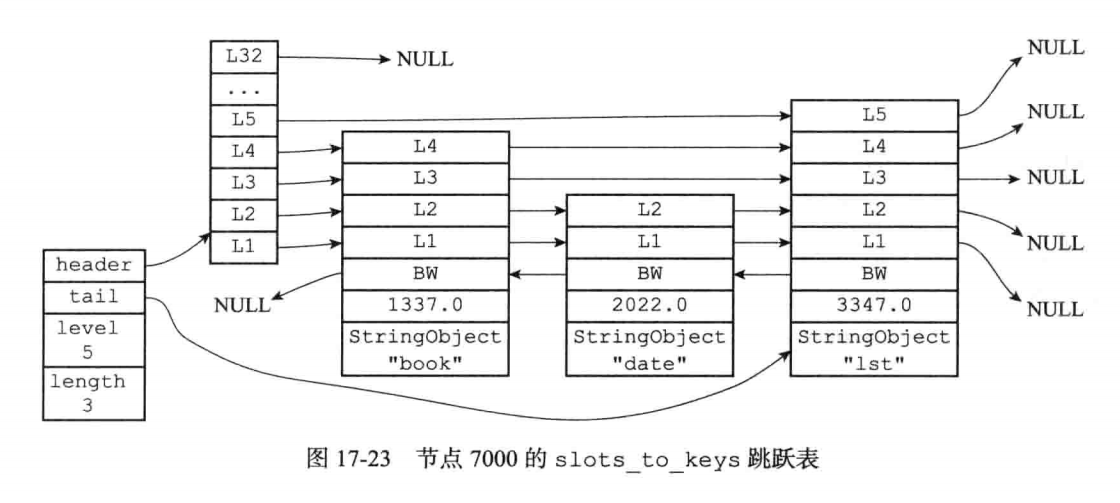 header
tail
level
5
length
3
L32
...
L5
L4
L3
L2
L1
NULL
NULL
L4
L3
L2
L1
BW
1337.0
StringObject
"book"
L2
L1
BW
2022.0
StringObject
"date"
L5
L4
L3
L2
L1
BW
3347.0
StringObject
"lst"
NULL
NULL
NULL
NULL
NULL
图 17-23 节点 7000 的 slots_to_keys 跳跃表